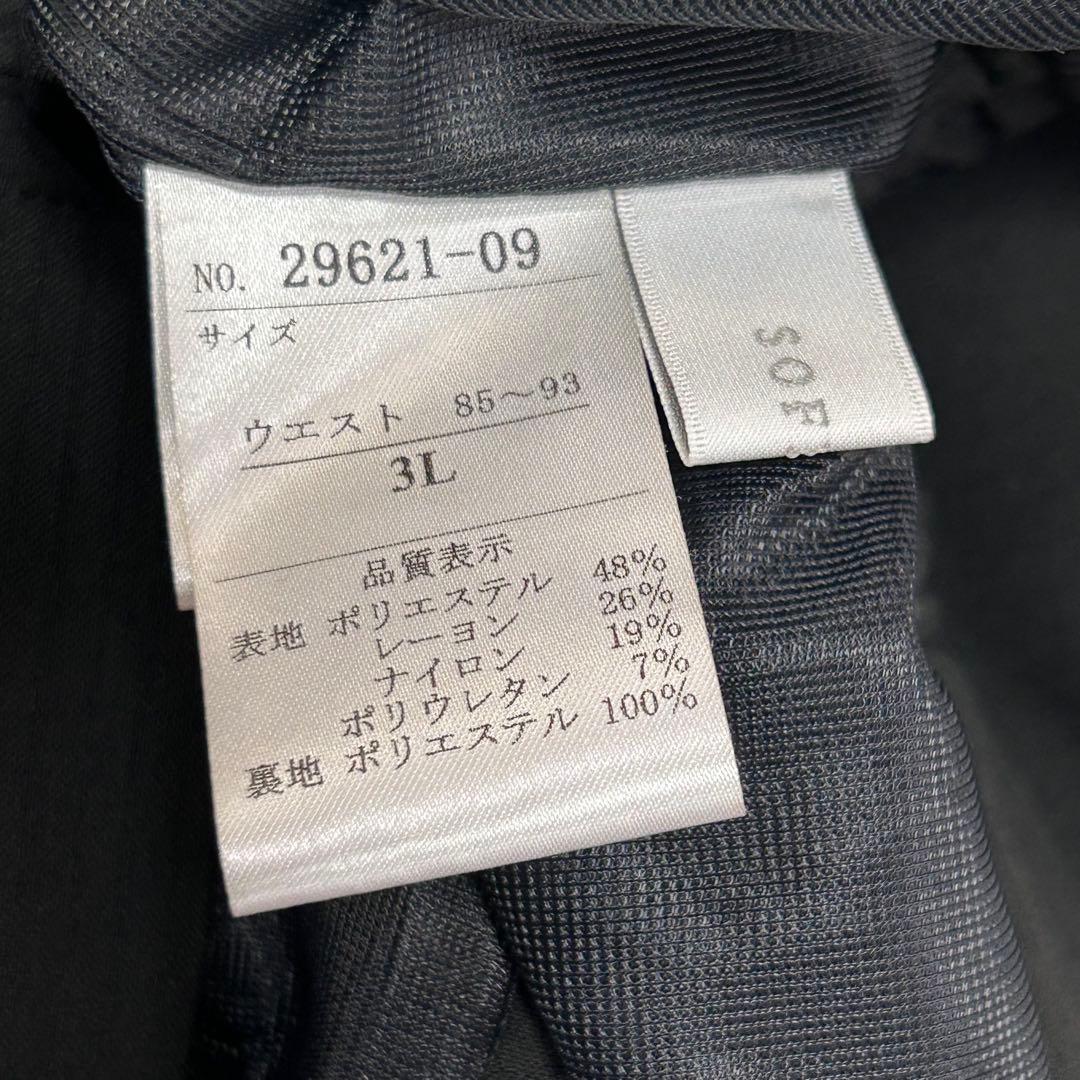 NO. 29621-09
サイズ
ウエスト 85～93
3L
品質表示
表地 ポリエステル 48%
レーヨン 26%
ナイロン 19%
ポリウレタン 7%
裏地 ポリエステル 100%
SOF